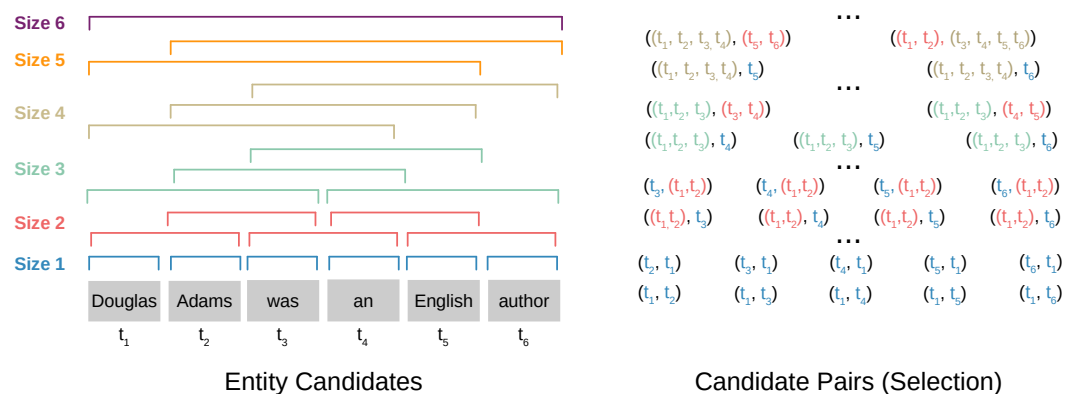 Size 6
Size 5
Size 4
Size 3
Size 2
Size 1
Douglas Adams was an English author
t1 t2 t3 t4 t5 t6
Entity Candidates
...
((t1, t2, t3, t4), (t5, t6)) ((t1, t2), (t3, t4, t5, t6))
((t1, t2, t3, t4), t5) ((t1, t2, t3, t4), t6)
...
((t1,t2, t3), (t3, t4)) ((t1,t2, t3), (t4, t5))
((t1,t2, t3), t4) ((t1,t2, t3), t5) ((t1,t2, t3), t6)
...
(t3, (t1,t2)) (t4, (t1,t2)) (t5, (t1,t2)) (t6, (t1,t2))
((t1,t2), t3) ((t1,t2), t4) ((t1,t2), t5) ((t1,t2), t6)
...
(t2, t1) (t3, t1) (t4, t1) (t5, t1) (t6, t1)
(t1, t2) (t1, t3) (t1, t4) (t1, t5) (t1, t6)
Candidate Pairs (Selection)